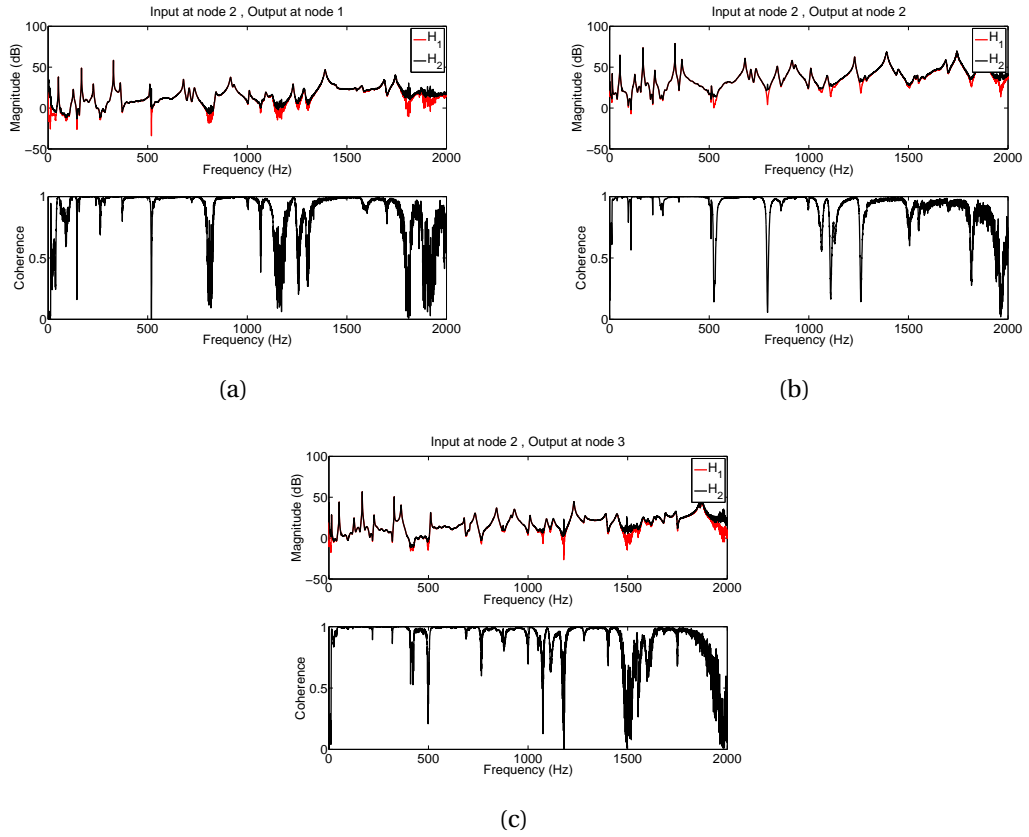 Input at node 2 , Output at node 1
Magnitude (dB)
100
50
0
−50
0 500 1000 1500 2000
Frequency (Hz)
H1
H2
Coherence
1
0.5
0
0 500 1000 1500 2000
Frequency (Hz)
(a)
Input at node 2 , Output at node 2
Magnitude (dB)
100
50
0
−50
0 500 1000 1500 2000
Frequency (Hz)
H1
H2
Coherence
1
0.5
0
0 500 1000 1500 2000
Frequency (Hz)
(b)
Input at node 2 , Output at node 3
Magnitude (dB)
100
50
0
−50
0 500 1000 1500 2000
Frequency (Hz)
H1
H2
Coherence
1
0.5
0
0 500 1000 1500 2000
Frequency (Hz)
(c)